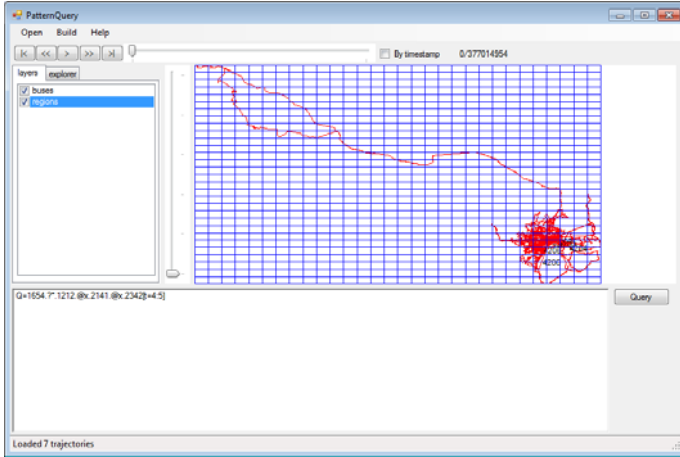 PatternQuery
Open Build Help
|< << > >> >|
By timestamp 0/377014954
layers explorer
buses
regions
4200
Q=1654.?*.1212.@x.2141.@x.2342[t=4:5]
Query
Loaded 7 trajectories